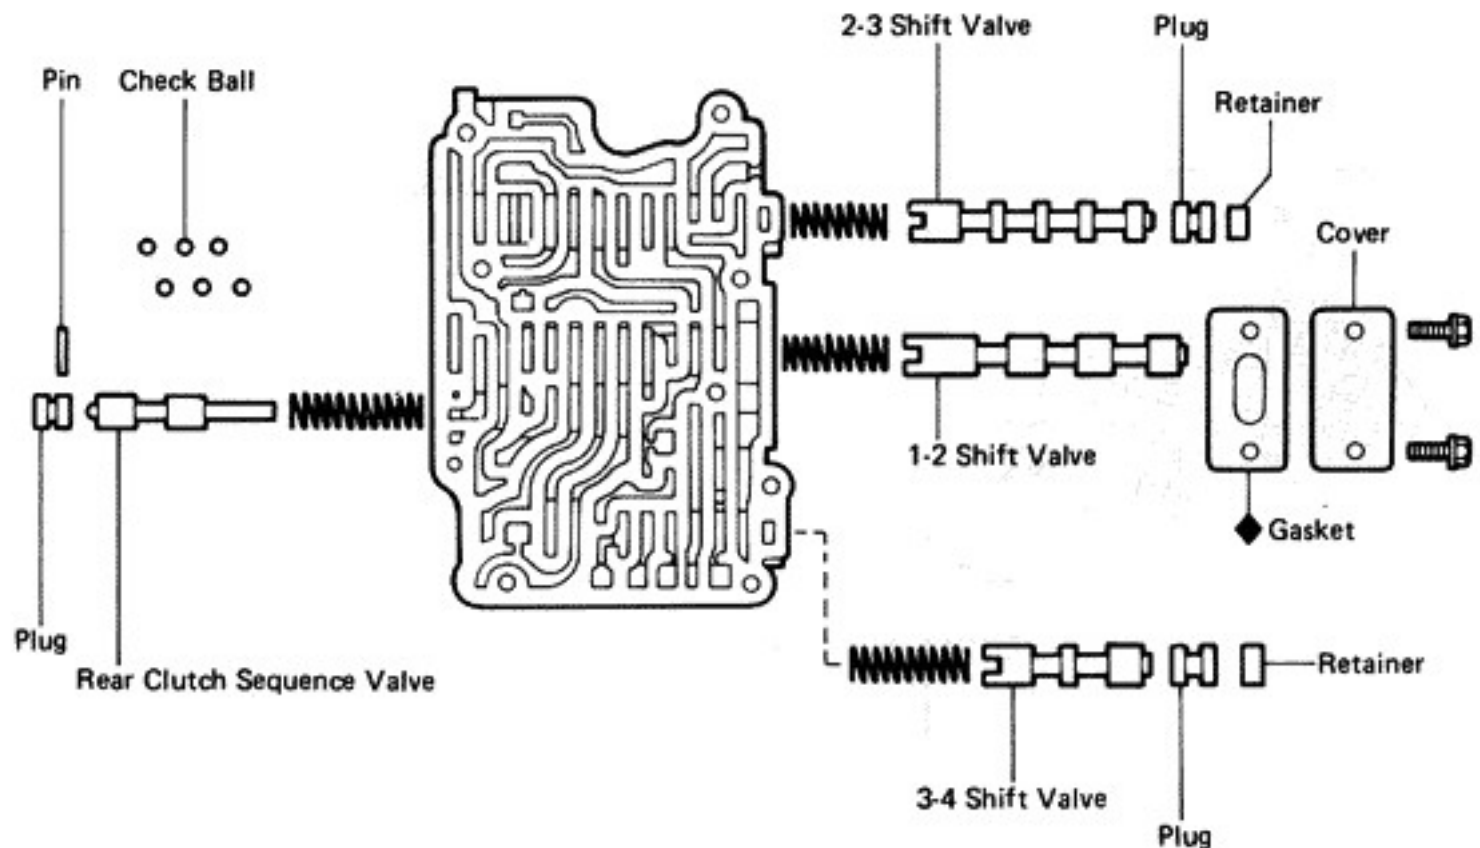 2-3 Shift Valve
Plug
Pin
Check Ball
Retainer
Cover
1-2 Shift Valve
Gasket
Plug
Rear Clutch Sequence Valve
Retainer
3-4 Shift Valve
Plug